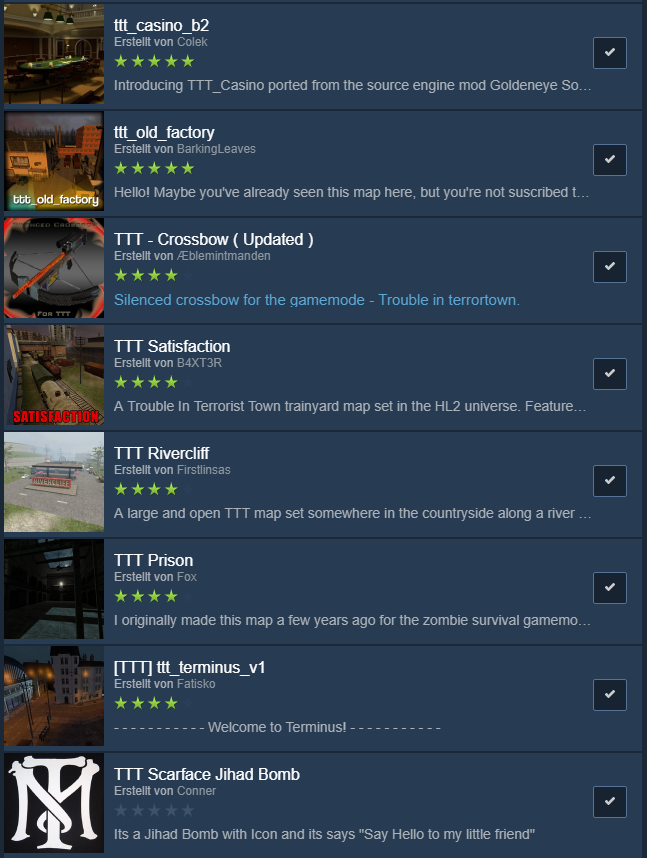 ttt_casino_b2
Erstellt von Colek
Introducing TTT_Casino ported from the source engine mod Goldeneye So...
ttt_old_factory
ttt_old_factory
Erstellt von BarkingLeaves
Hello! Maybe you've already seen this map here, but you're not suscribed t...
TTT - Crossbow ( Updated )
Erstellt von Æblemintmanden
Silenced crossbow for the gamemode - Trouble in terrortown.
For TTT
TTT Satisfaction
Erstellt von B4XT3R
A Trouble In Terrorist Town trainyard map set in the HL2 universe. Feature...
SATISFACTION
TTT Rivercliff
Erstellt von Firstlinsas
RIVERCLIFF
A large and open TTT map set somewhere in the countryside along a river ...
TTT Prison
Erstellt von Fox
I originally made this map a few years ago for the zombie survival gamemo...
[TTT] ttt_terminus_v1
Erstellt von Fatisko
- - - - - - - - - - - Welcome to Terminus! - - - - - - - - - - -
TTT Scarface Jihad Bomb
Erstellt von Conner
Its a Jihad Bomb with Icon and its says "Say Hello to my little friend"